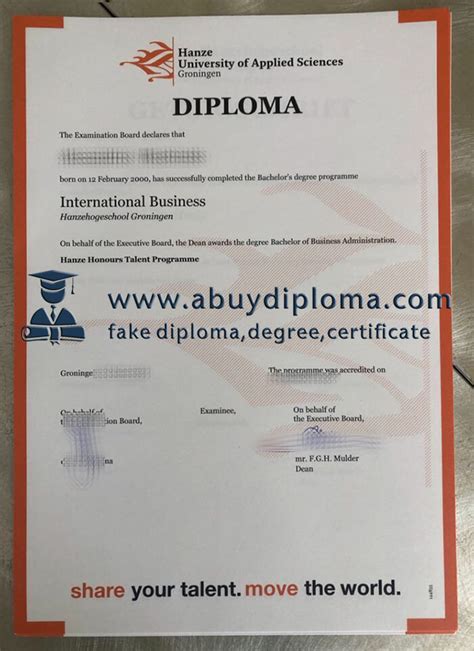 Hanze
University of Applied Sciences
Groningen
DIPLOMA
The Examination Board declares that
born on 12 February 2000, has successfully completed the Bachelor's degree programme
International Business
Hanzehogeschool Groningen
On behalf of the Executive Board, the Dean awards the degree Bachelor of Business Administration.
Hanze Honours Talent Programme
www.abuydiploma.com
fake diploma,degree,certificate
Groninge
The programme was accredited on
On behalf of
ion Board,
Examinee,
On behalf of
the Executive Board,
na
mr. F.G.H. Mulder
Dean
share your talent. move the world.